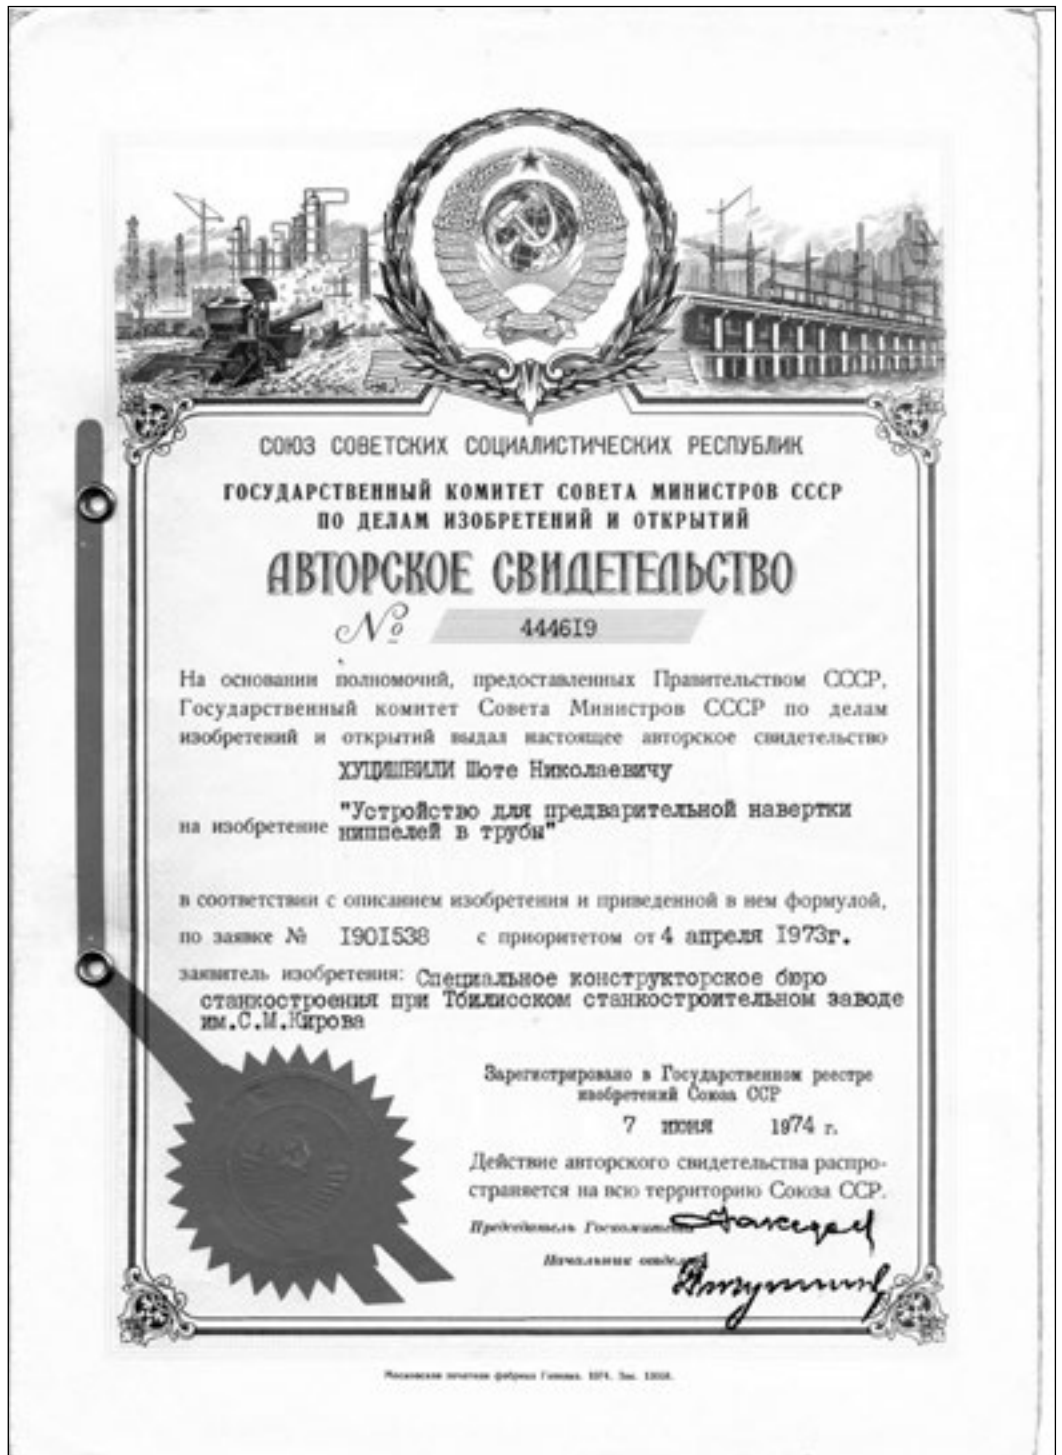 СОЮЗ СОВЕТСКИХ СОЦИАЛИСТИЧЕСКИХ РЕСПУБЛИК
ГОСУДАРСТВЕННЫЙ КОМИТЕТ СОВЕТА МИНИСТРОВ СССР
ПО ДЕЛАМ ИЗОБРЕТЕНИЙ И ОТКРЫТИЙ
АВТОРСКОЕ СВИДЕТЕЛЬСТВО
№ 444619
На основании полномочий, предоставленных Правительством СССР,
Государственный комитет Совета Министров СССР по делам
изобретений и открытий выдал настоящее авторское свидетельство
ХУЦИШВИЛИ Шоте Николаевичу
на изобретение "Устройство для предварительной навертки
ниппелей в трубы"
в соответствии с описанием изобретения и приведенной в нем формулой,
по заявке № 1901538 с приоритетом от 4 апреля 1973г.
заявитель изобретения: Специальное конструкторское бюро
станкостроения при Тбилисском станкостроительном заводе
им.С.М.Кирова
Зарегистрировано в Государственном реестре
изобретений Союза ССР
7 июня 1974 г.
Действие авторского свидетельства распро-
страняется на всю территорию Союза ССР.
Председатель Госкомитета
Начальник отдела
Московская печатная фабрика Гознака. 1974.